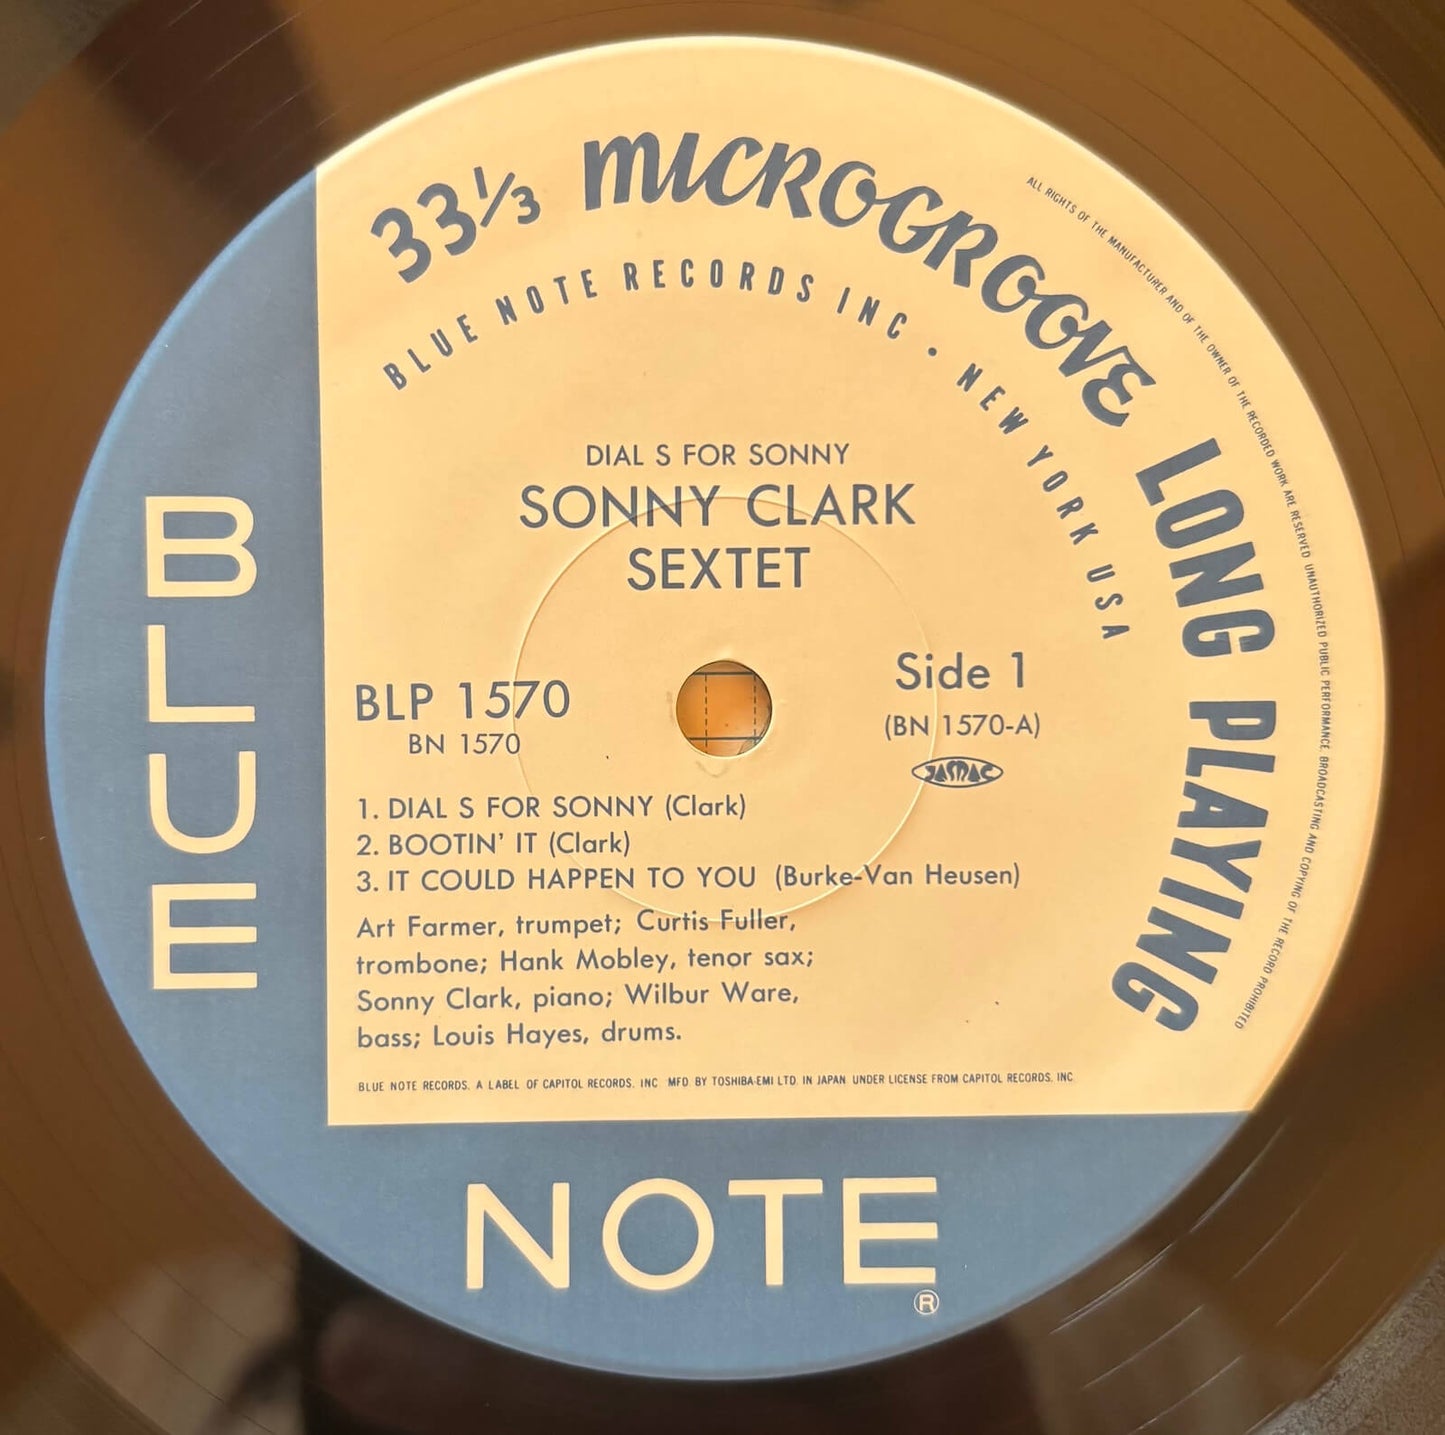 33⅓ MICROGROOVE LONG PLAYING
ALL RIGHTS OF THE MANUFACTURER AND OF THE OWNER OF THE RECORDED WORK ARE RESERVED UNAUTHORIZED PUBLIC PERFORMANCE, BROADCASTING AND COPYING OF THE RECORD PROHIBITED
BLUE NOTE RECORDS INC • NEW YORK USA
DIAL S FOR SONNY
SONNY CLARK
SEXTET
BLP 1570
BN 1570
Side 1
(BN 1570-A)
JASRAC
1. DIAL S FOR SONNY (Clark)
2. BOOTIN' IT (Clark)
3. IT COULD HAPPEN TO YOU (Burke-Van Heusen)
Art Farmer, trumpet; Curtis Fuller,
trombone; Hank Mobley, tenor sax;
Sonny Clark, piano; Wilbur Ware,
bass; Louis Hayes, drums.
BLUE NOTE RECORDS, A LABEL OF CAPITOL RECORDS, INC MFD BY TOSHIBA-EMI LTD IN JAPAN UNDER LICENSE FROM CAPITOL RECORDS, INC
BLUE
NOTE ®